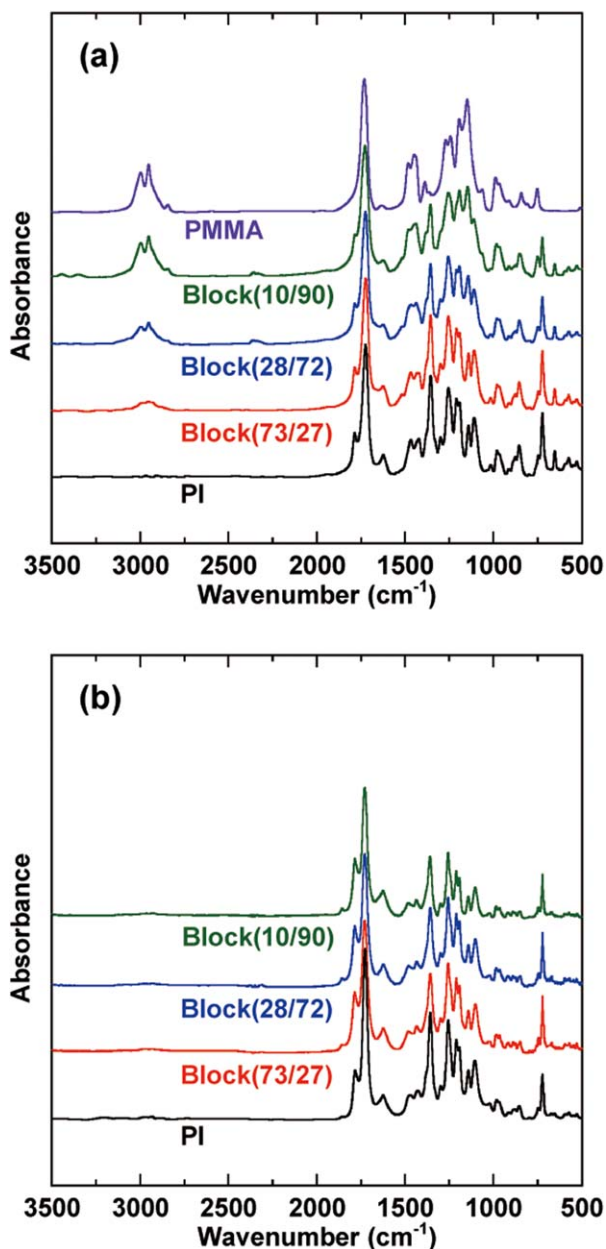 (a)
Absorbance
PMMA
Block(10/90)
Block(28/72)
Block(73/27)
PI
3500 3000 2500 2000 1500 1000 500
Wavenumber (cm⁻¹)
(b)
Absorbance
Block(10/90)
Block(28/72)
Block(73/27)
PI
3500 3000 2500 2000 1500 1000 500
Wavenumber (cm⁻¹)